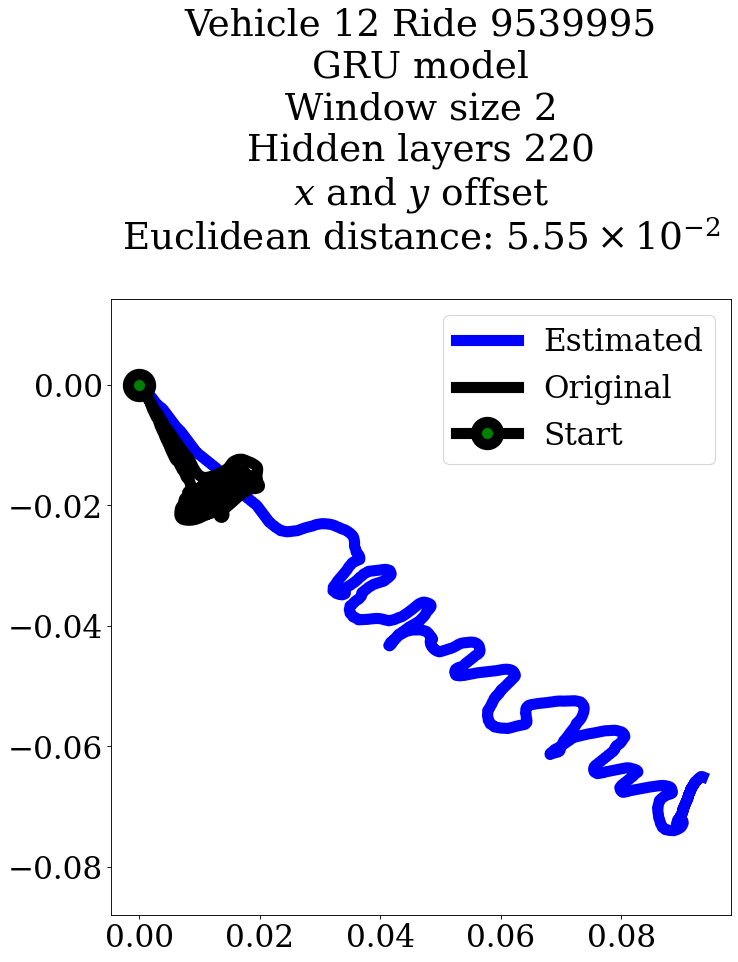 Vehicle 12 Ride 9539995
GRU model
Window size 2
Hidden layers 220
x and y offset
Euclidean distance: 5.55 × 10⁻²
Estimated
Original
Start
0.00
−0.02
−0.04
−0.06
−0.08
0.00 0.02 0.04 0.06 0.08